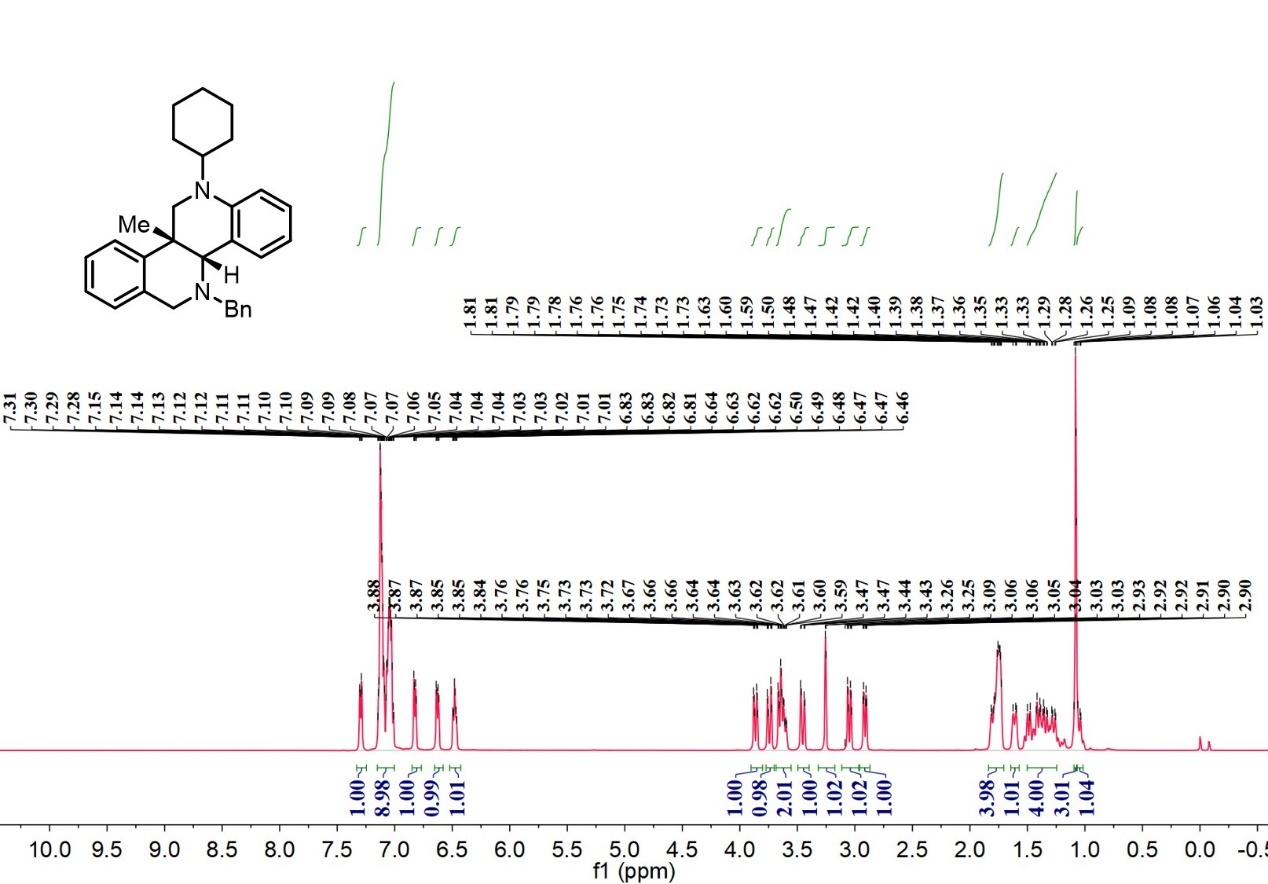 N
Me
H
N
Bn
1.81 1.81 1.79 1.79 1.78 1.76 1.76 1.75 1.74 1.73 1.73 1.63 1.60 1.59 1.50 1.48 1.47 1.42 1.42 1.40 1.39 1.38 1.37 1.36 1.35 1.33 1.33 1.29 1.28 1.26 1.25 1.09 1.08 1.08 1.07 1.06 1.04 1.03
7.31 7.30 7.29 7.28 7.15 7.14 7.14 7.13 7.12 7.12 7.11 7.11 7.10 7.10 7.09 7.09 7.08 7.07 7.07 7.06 7.05 7.04 7.04 7.04 7.03 7.03 7.02 7.01 7.01 6.83 6.83 6.82 6.81 6.64 6.63 6.62 6.62 6.50 6.49 6.48 6.47 6.47 6.46
3.88 3.87 3.87 3.85 3.85 3.84 3.76 3.76 3.75 3.73 3.73 3.72 3.67 3.66 3.66 3.64 3.64 3.63 3.62 3.62 3.61 3.60 3.59 3.47 3.47 3.44 3.43 3.26 3.25 3.09 3.06 3.06 3.05 3.04 3.03 3.03 2.93 2.92 2.92 2.91 2.90 2.90
1.00 8.98 1.00 0.99 1.01 1.00 0.98 2.01 1.00 1.02 1.02 1.00 3.98 1.01 4.00 3.01 1.04
10.0 9.5 9.0 8.5 8.0 7.5 7.0 6.5 6.0 5.5 5.0 4.5 4.0 3.5 3.0 2.5 2.0 1.5 1.0 0.5 0.0
f1 (ppm)